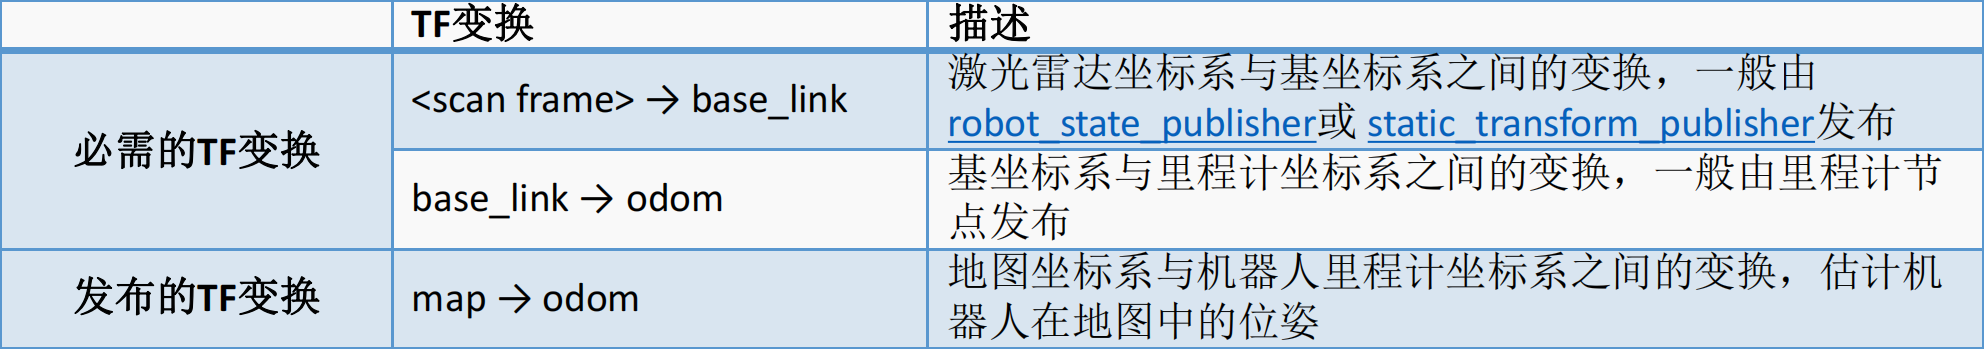 TF变换
描述
必需的TF变换
<scan frame> → base_link
激光雷达坐标系与基坐标系之间的变换，一般由
robot_state_publisher或 static_transform_publisher发布
base_link → odom
基坐标系与里程计坐标系之间的变换，一般由里程计节
点发布
发布的TF变换
map → odom
地图坐标系与机器人里程计坐标系之间的变换，估计机
器人在地图中的位姿